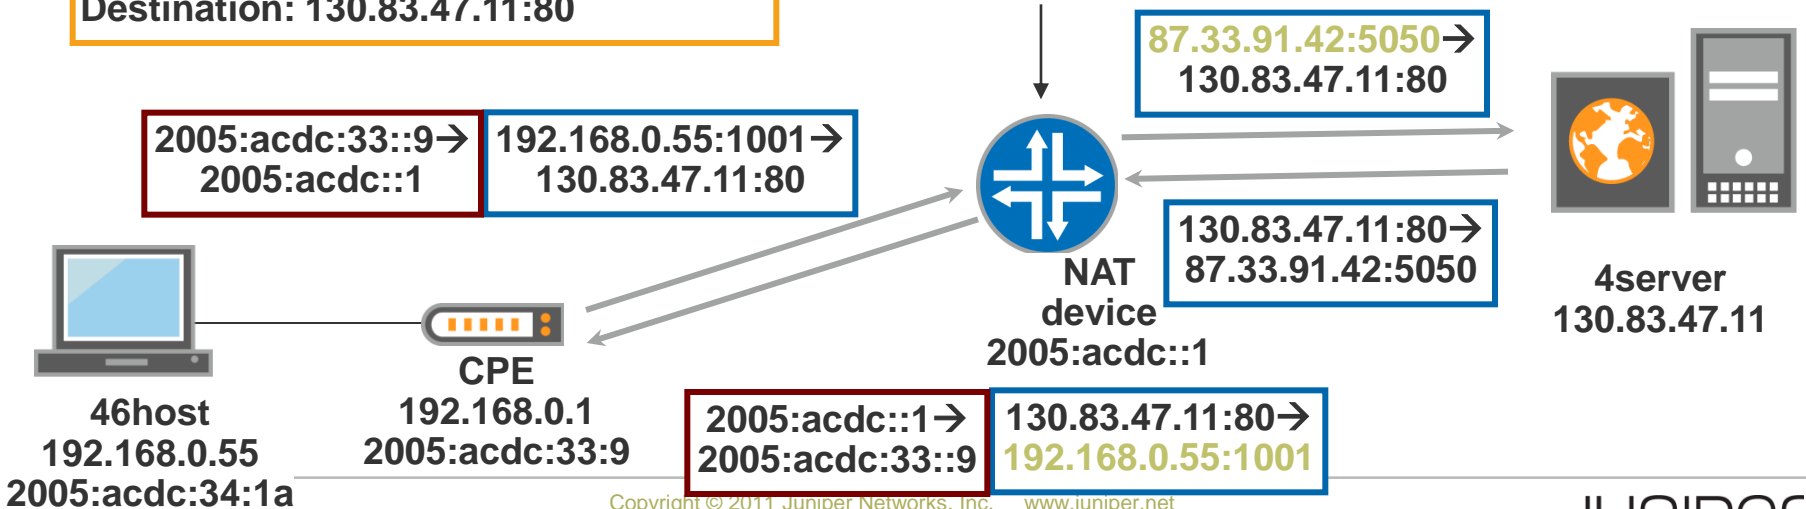 Destination: 130.83.47.11:80
87.33.91.42:5050→
130.83.47.11:80
2005:acdc:33::9→
2005:acdc::1
192.168.0.55:1001→
130.83.47.11:80
130.83.47.11:80→
87.33.91.42:5050
NAT
device
2005:acdc::1
4server
130.83.47.11
CPE
192.168.0.1
2005:acdc:33:9
46host
192.168.0.55
2005:acdc:34:1a
2005:acdc::1→
2005:acdc:33::9
130.83.47.11:80→
192.168.0.55:1001
Copyright © 2011 Juniper Networks, Inc. www.juniper.net